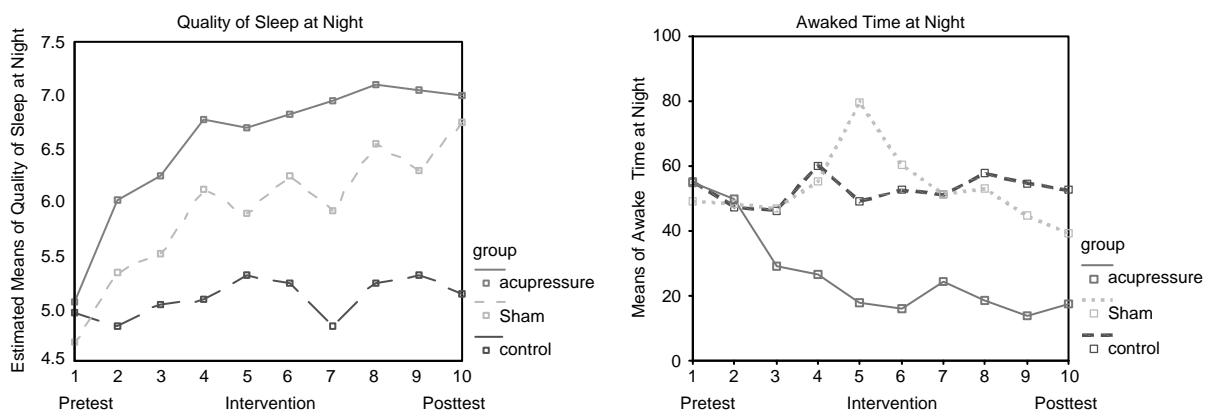 Quality of Sleep at Night
Estimated Means of Quality of Sleep at Night
7.5
7.0
6.5
6.0
5.5
5.0
4.5
1 2 3 4 5 6 7 8 9 10
Pretest Intervention Posttest
group
acupressure
Sham
control
Awaked Time at Night
Means of Awake Time at Night
100
80
60
40
20
0
1 2 3 4 5 6 7 8 9 10
Pretest Intervention Posttest
group
acupressure
Sham
control